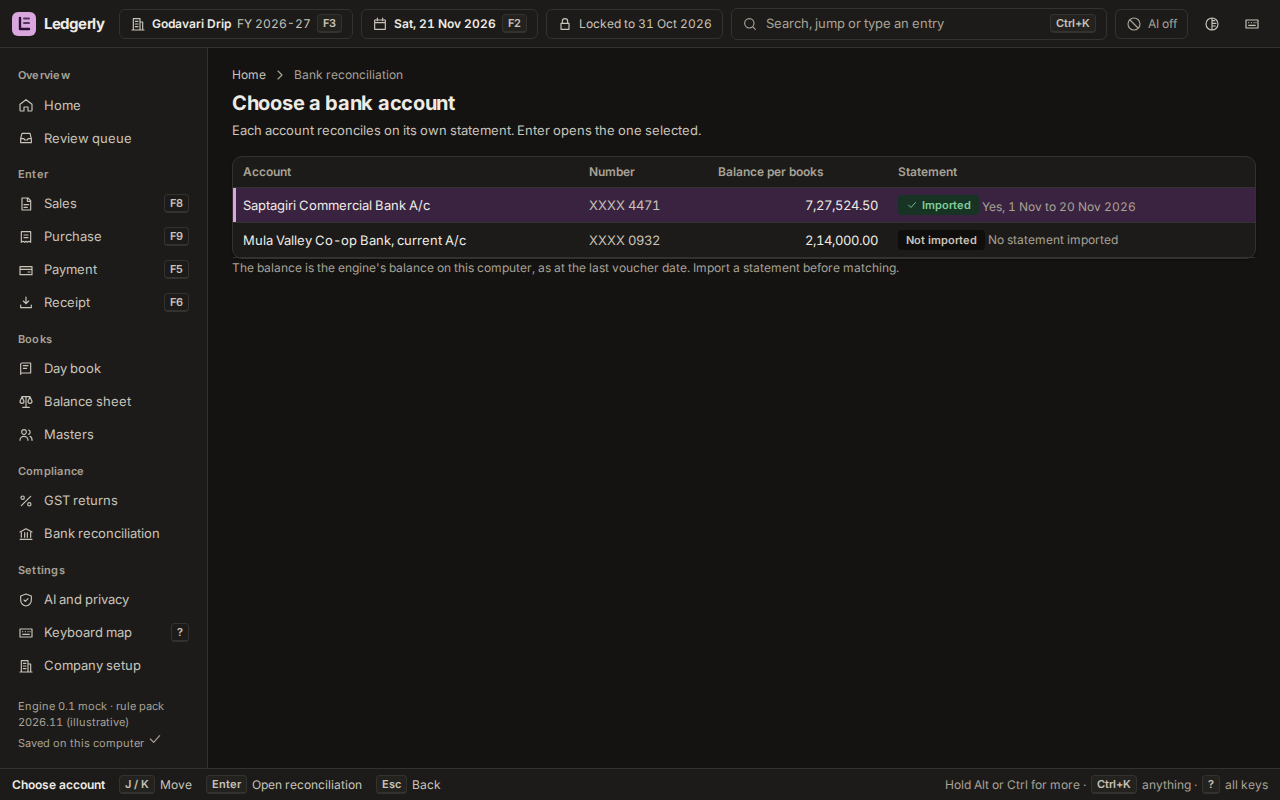 Ledgerly
Godavari Drip FY 2026-27 F3
Sat, 21 Nov 2026 F2
Locked to 31 Oct 2026
Search, jump or type an entry Ctrl+K
AI off
Overview
Home
Review queue
Enter
Sales F8
Purchase F9
Payment F5
Receipt F6
Books
Day book
Balance sheet
Masters
Compliance
GST returns
Bank reconciliation
Settings
AI and privacy
Keyboard map ?
Company setup
Engine 0.1 mock · rule pack
2026.11 (illustrative)
Saved on this computer
Home > Bank reconciliation
Choose a bank account
Each account reconciles on its own statement. Enter opens the one selected.
Account Number Balance per books Statement
Saptagiri Commercial Bank A/c XXXX 4471 7,27,524.50 Imported Yes, 1 Nov to 20 Nov 2026
Mula Valley Co-op Bank, current A/c XXXX 0932 2,14,000.00 Not imported No statement imported
The balance is the engine's balance on this computer, as at the last voucher date. Import a statement before matching.
Choose account J / K Move Enter Open reconciliation Esc Back
Hold Alt or Ctrl for more · Ctrl+K anything · ? all keys